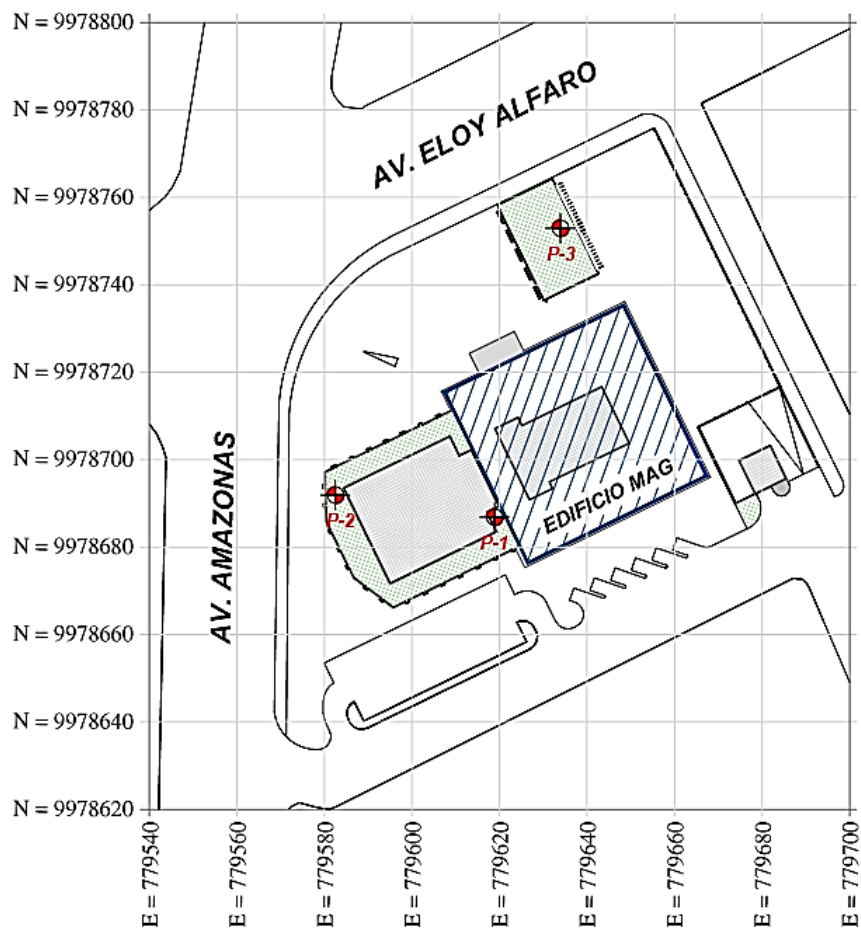 N = 9978800
N = 9978780
AV. ELOY ALFARO
N = 9978760
P-3
N = 9978740
N = 9978720
N = 9978700
EDIFICIO MAG
P-2
P-1
N = 9978680
AV. AMAZONAS
N = 9978660
N = 9978640
N = 9978620
E = 779540
E = 779560
E = 779580
E = 779600
E = 779620
E = 779640
E = 779660
E = 779680
E = 779700